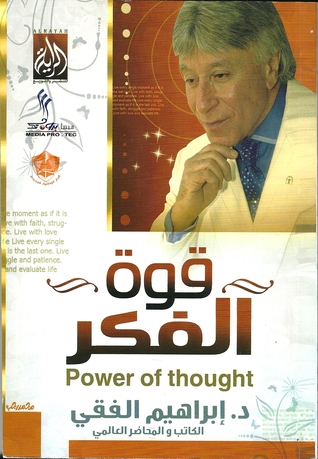 ALRAYAH
الراية
MEDIA PRO TEC
e moment as if it is
ve with faith, strug-
e. Live with love
e Live every single
is the last one. Live
gle and patience.
and evaluate life
قوة
الفكر
Power of thought
د. إبراهيم الفقي
الكاتب و المحاضر العالمي